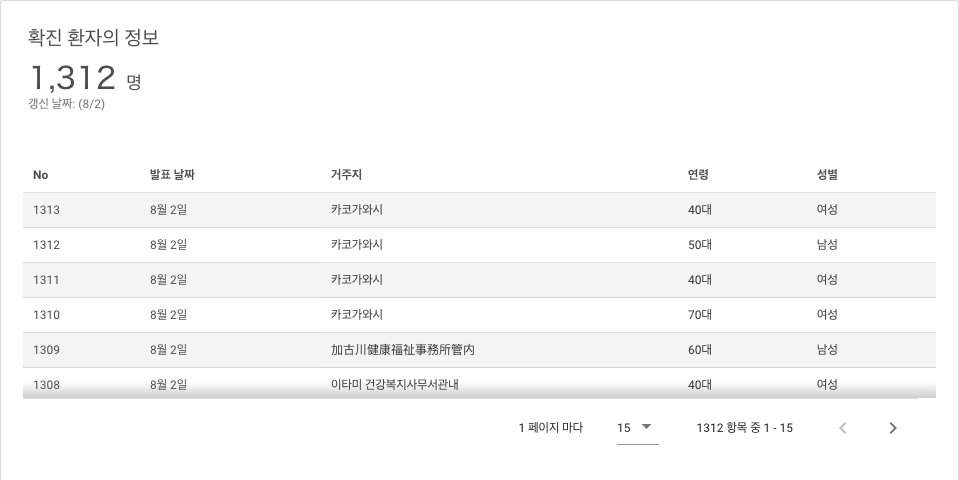 확진 환자의 정보
1,312 명
갱신 날짜: (8/2)
No 발표 날짜 거주지 연령 성별
1313 8월 2일 카코가와시 40대 여성
1312 8월 2일 카코가와시 50대 남성
1311 8월 2일 카코가와시 40대 여성
1310 8월 2일 카코가와시 70대 여성
1309 8월 2일 加古川健康福祉事務所管内 60대 남성
1308 8월 2일 이타미 건강복지사무서관내 40대 여성
1 페이지 마다 15 1312 항목 중 1 - 15